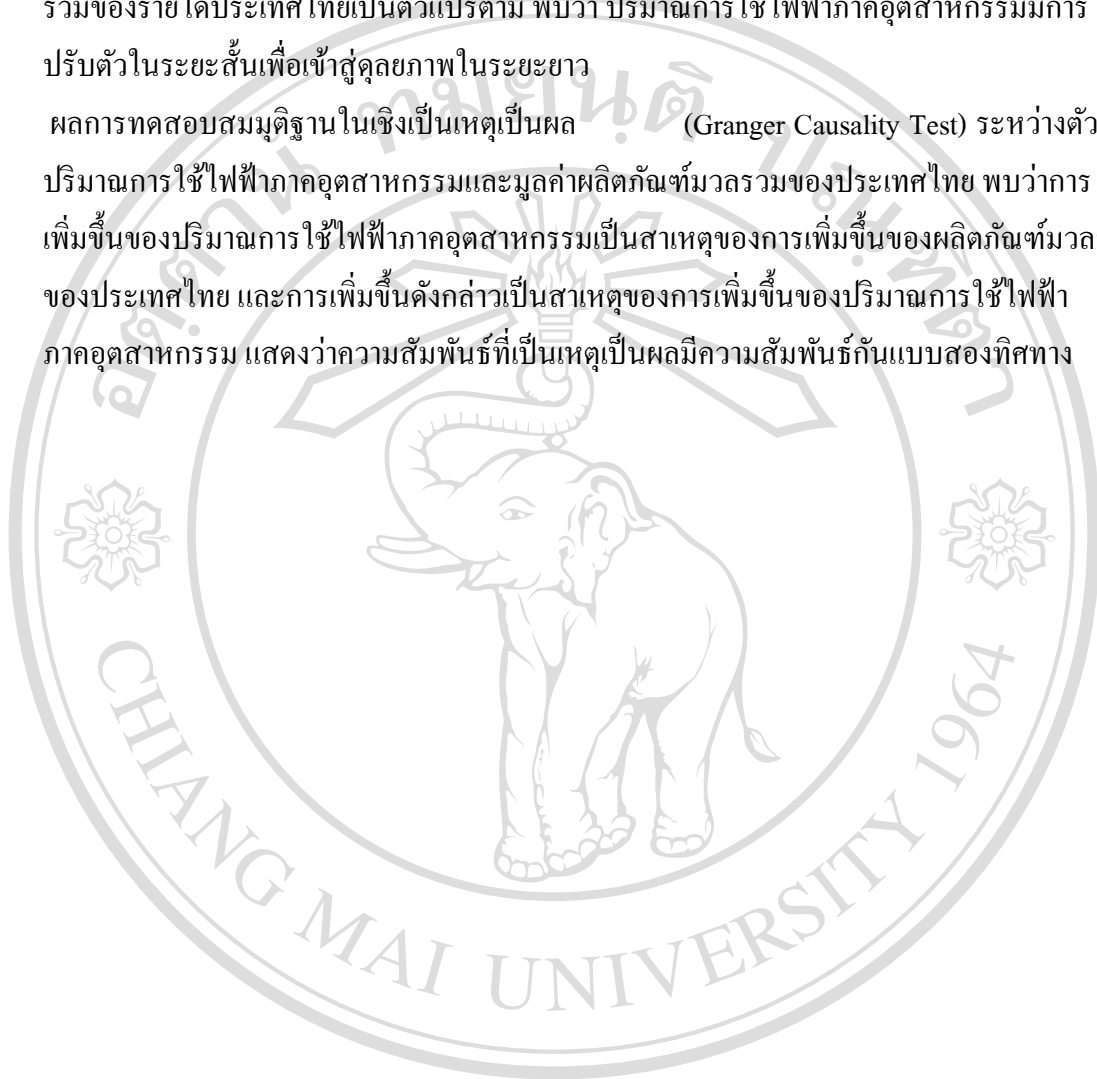 รวมของรายได้ประเทศไทยเป็นตัวแปรตาม พบว่า ปริมาณการใช้ไฟฟ้าภาคอุตสาหกรรมมีการ
ปรับตัวในระยะสั้นเพื่อเข้าสู่ดุลยภาพในระยะยาว
ผลการทดสอบสมมุติฐานในเชิงเป็นเหตุเป็นผล (Granger Causality Test) ระหว่างตัว
ปริมาณการใช้ไฟฟ้าภาคอุตสาหกรรมและมูลค่าผลิตภัณฑ์มวลรวมของประเทศไทย พบว่าการ
เพิ่มขึ้นของปริมาณการใช้ไฟฟ้าภาคอุตสาหกรรมเป็นสาเหตุของการเพิ่มขึ้นของผลิตภัณฑ์มวล
ของประเทศไทย และการเพิ่มขึ้นดังกล่าวเป็นสาเหตุของการเพิ่มขึ้นของปริมาณการใช้ไฟฟ้า
ภาคอุตสาหกรรม แสดงว่าความสัมพันธ์ที่เป็นเหตุเป็นผลมีความสัมพันธ์กันแบบสองทิศทาง
อตฺตานํ ทมยนฺติ ปณฺฑิตา
CHIANG MAI UNIVERSITY 1964